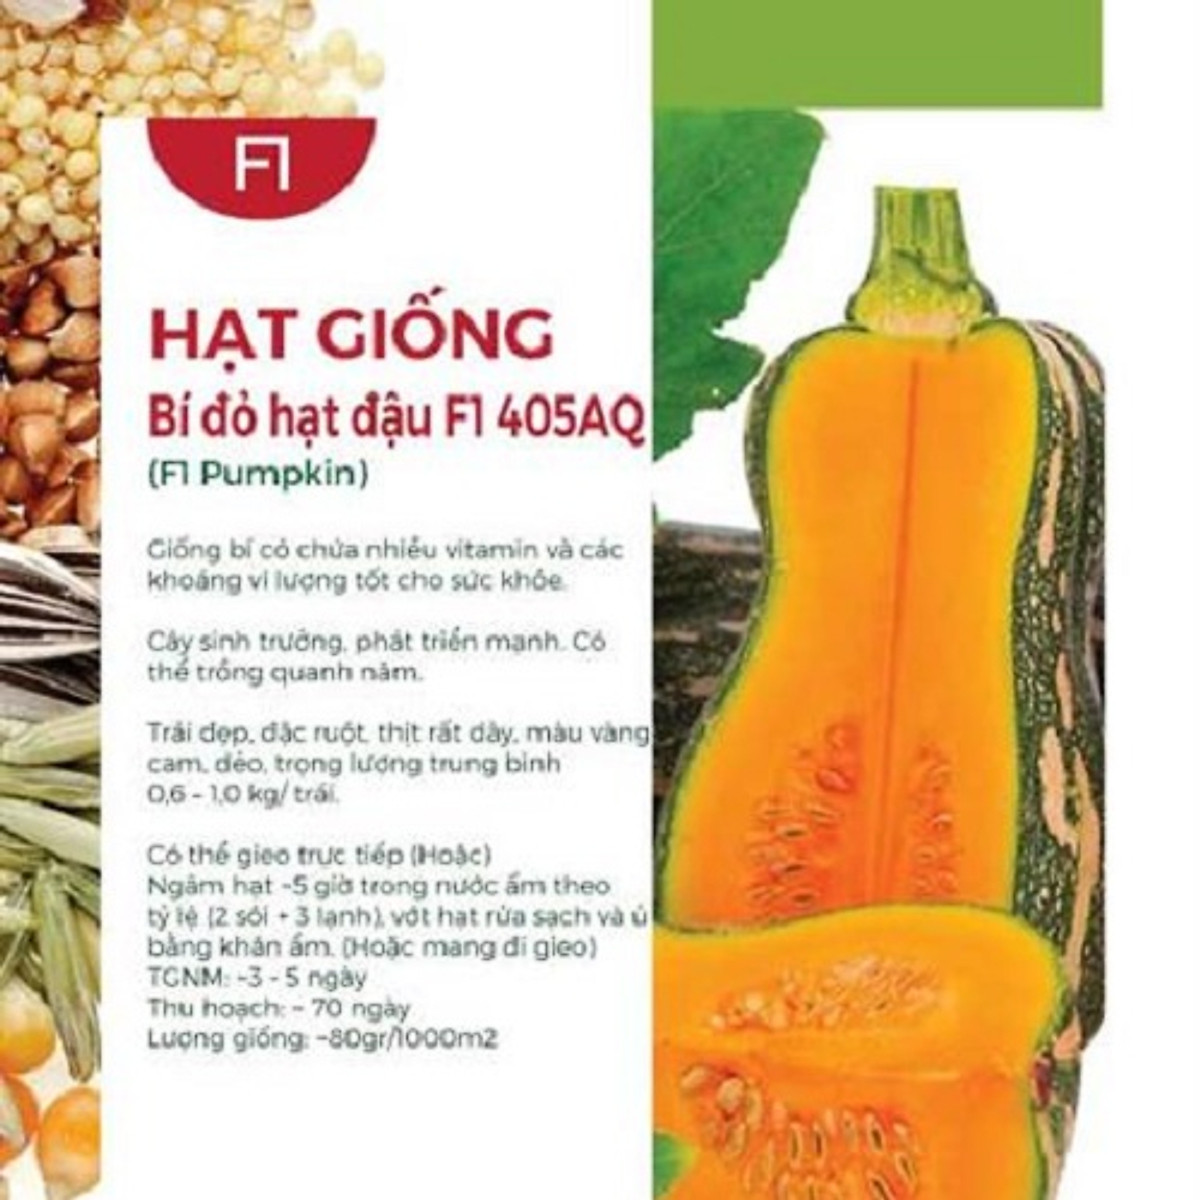 F1
HẠT GIỐNG
Bí đỏ hạt đậu F1 405AQ
(F1 Pumpkin)
Giống bí có chứa nhiều vitamin và các
khoáng vi lượng tốt cho sức khỏe.
Cây sinh trưởng, phát triển mạnh. Có
thể trồng quanh năm.
Trái đẹp, đặc ruột, thịt rất dày, màu vàng
cam, dẻo, trọng lượng trung bình
0,6 - 1,0 kg/ trái.
Có thể gieo trực tiếp (Hoặc)
Ngâm hạt ~5 giờ trong nước ấm theo
tỷ lệ (2 sôi + 3 lạnh), vớt hạt rửa sạch và ủ
bằng khăn ẩm. (Hoặc mang đi gieo)
TGNM: ~3 - 5 ngày
Thu hoạch: ~ 70 ngày
Lượng giống: ~80gr/1000m2